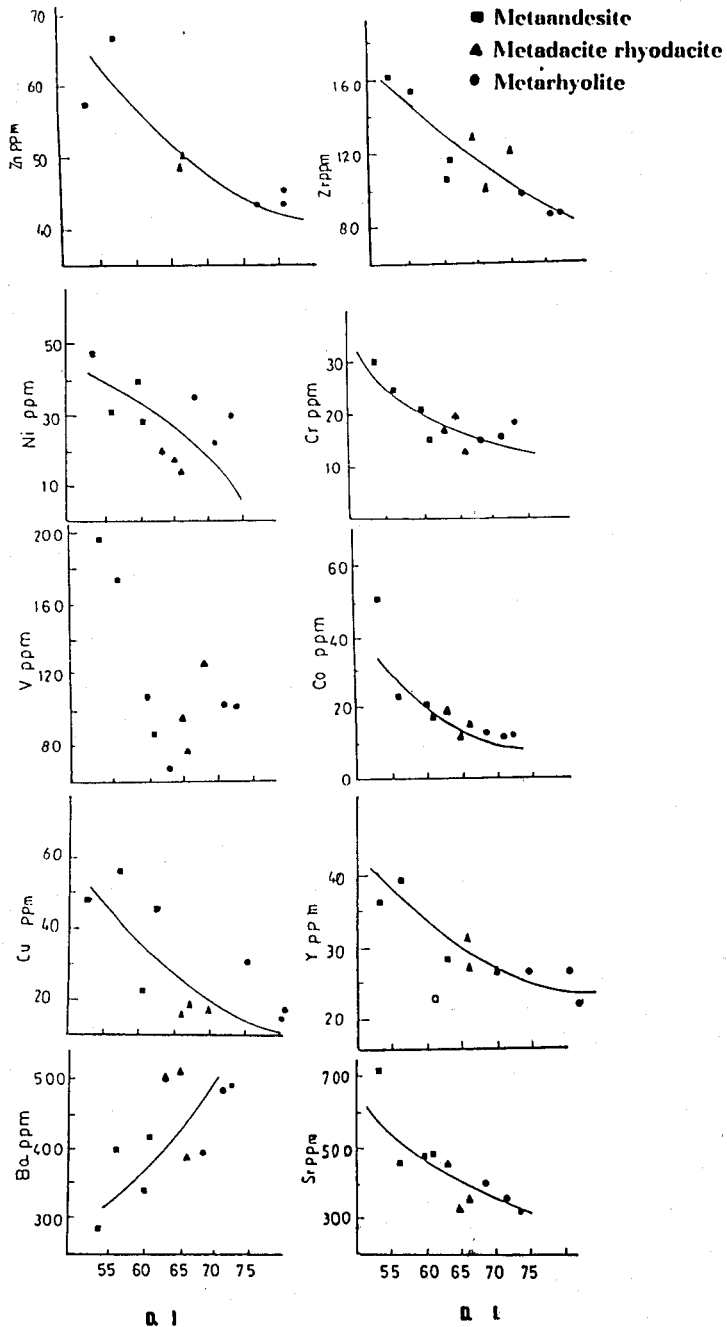 ■ Metaandesite
▲ Metadacite rhyodacite
● Metarhyolite
70
60
50
40
Zn ppm
160
120
80
Zr ppm
50
30
10
Ni ppm
30
20
10
Cr ppm
200
160
120
80
V ppm
60
40
20
0
Co ppm
60
40
20
Cu ppm
40
30
20
Y ppm
500
400
300
Ba ppm
55 60 65 70 75
D. I
700
500
300
Sr ppm
55 60 65 70 75
D. I.